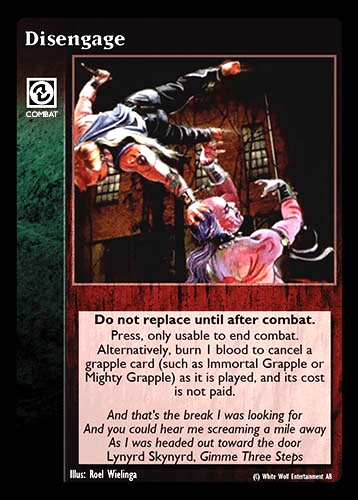 Disengage
COMBAT
Do not replace until after combat.
Press, only usable to end combat.
Alternatively, burn 1 blood to cancel a
grapple card (such as Immortal Grapple or
Mighty Grapple) as it is played, and its cost
is not paid.
And that's the break I was looking for
And you could hear me screaming a mile away
As I was headed out toward the door
Lynyrd Skynyrd, Gimme Three Steps
Illus: Roel Wielinga
(C) White Wolf Entertainment AB